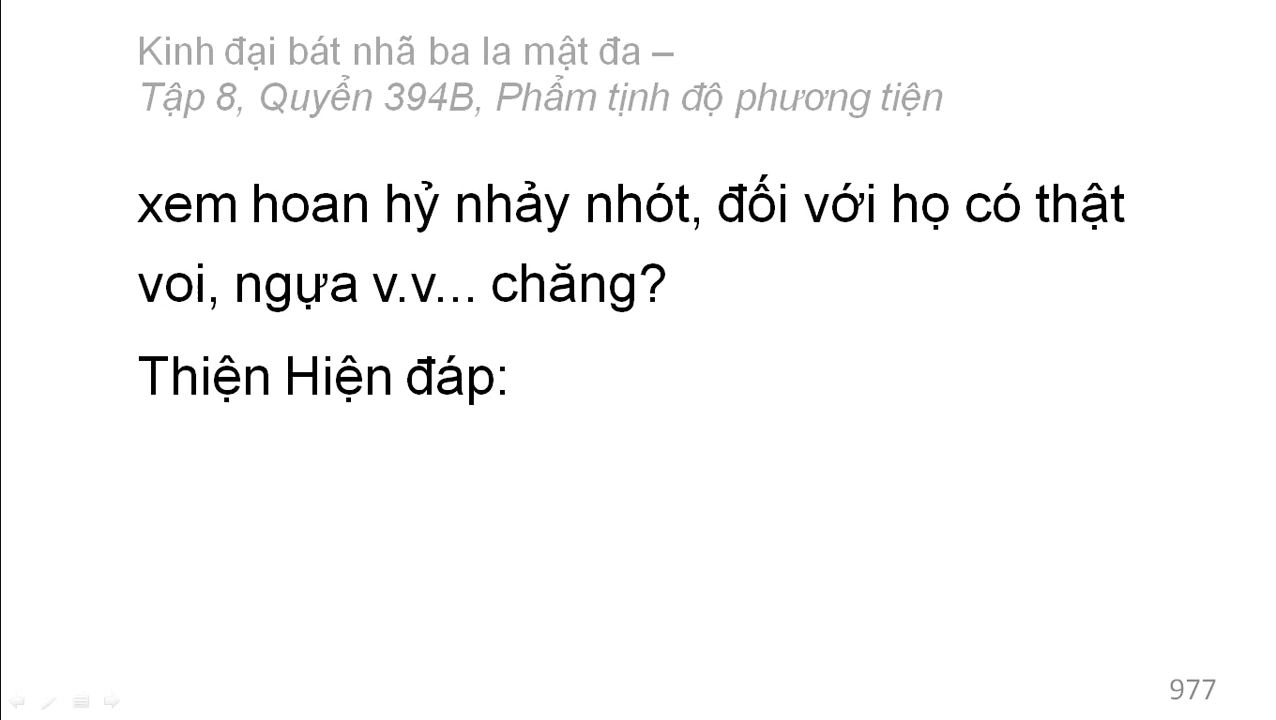 Kinh đại bát nhã ba la mật đa –
Tập 8, Quyển 394B, Phẩm tịnh độ phương tiện
xem hoan hỷ nhảy nhót, đối với họ có thật
voi, ngựa v.v... chăng?
Thiện Hiện đáp:
977